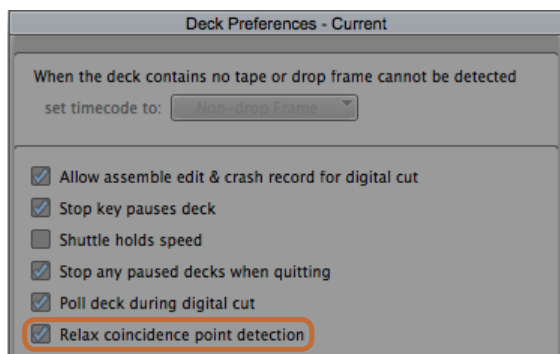 Deck Preferences - Current
When the deck contains no tape or drop frame cannot be detected
set timecode to: Non-drop Frame
Allow assemble edit & crash record for digital cut
Stop key pauses deck
Shuttle holds speed
Stop any paused decks when quitting
Poll deck during digital cut
Relax coincidence point detection